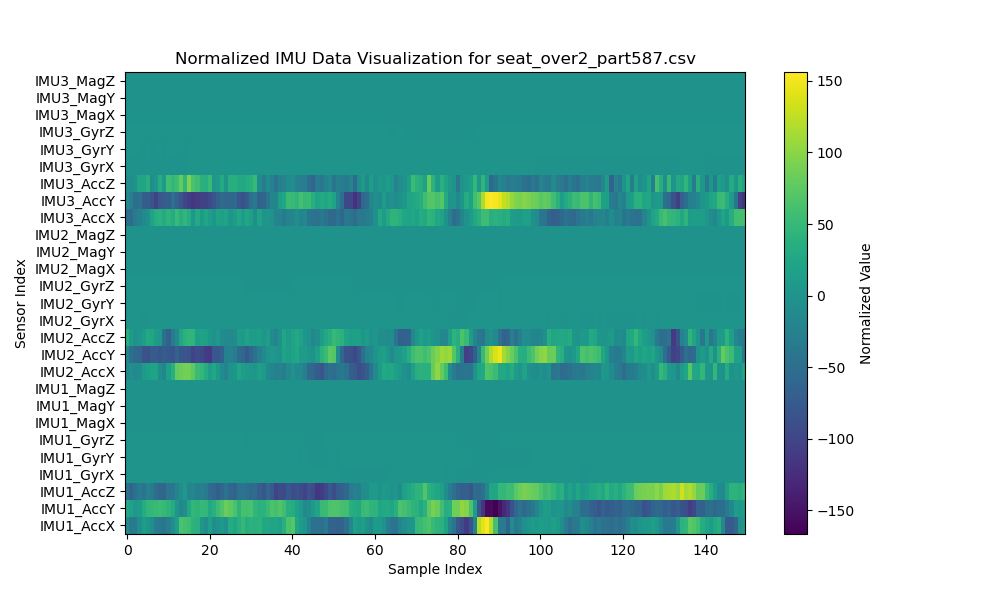 Normalized IMU Data Visualization for seat_over2_part587.csv
IMU3_MagZ
IMU3_MagY
IMU3_MagX
IMU3_GyrZ
IMU3_GyrY
IMU3_GyrX
IMU3_AccZ
IMU3_AccY
IMU3_AccX
IMU2_MagZ
IMU2_MagY
IMU2_MagX
IMU2_GyrZ
IMU2_GyrY
IMU2_GyrX
IMU2_AccZ
IMU2_AccY
IMU2_AccX
IMU1_MagZ
IMU1_MagY
IMU1_MagX
IMU1_GyrZ
IMU1_GyrY
IMU1_GyrX
IMU1_AccZ
IMU1_AccY
IMU1_AccX
Sensor Index
0 20 40 60 80 100 120 140
Sample Index
150
100
50
0
−50
−100
−150
Normalized Value